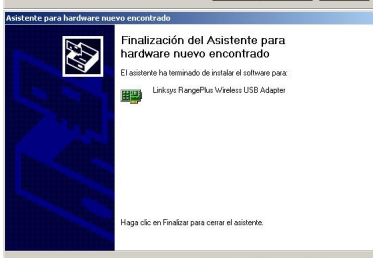 Asistente para hardware nuevo encontrado
Finalización del Asistente para
hardware nuevo encontrado
El asistente ha terminado de instalar el software para:
Linksys RangePlus Wireless USB Adapter
Haga clic en Finalizar para cerrar el asistente.